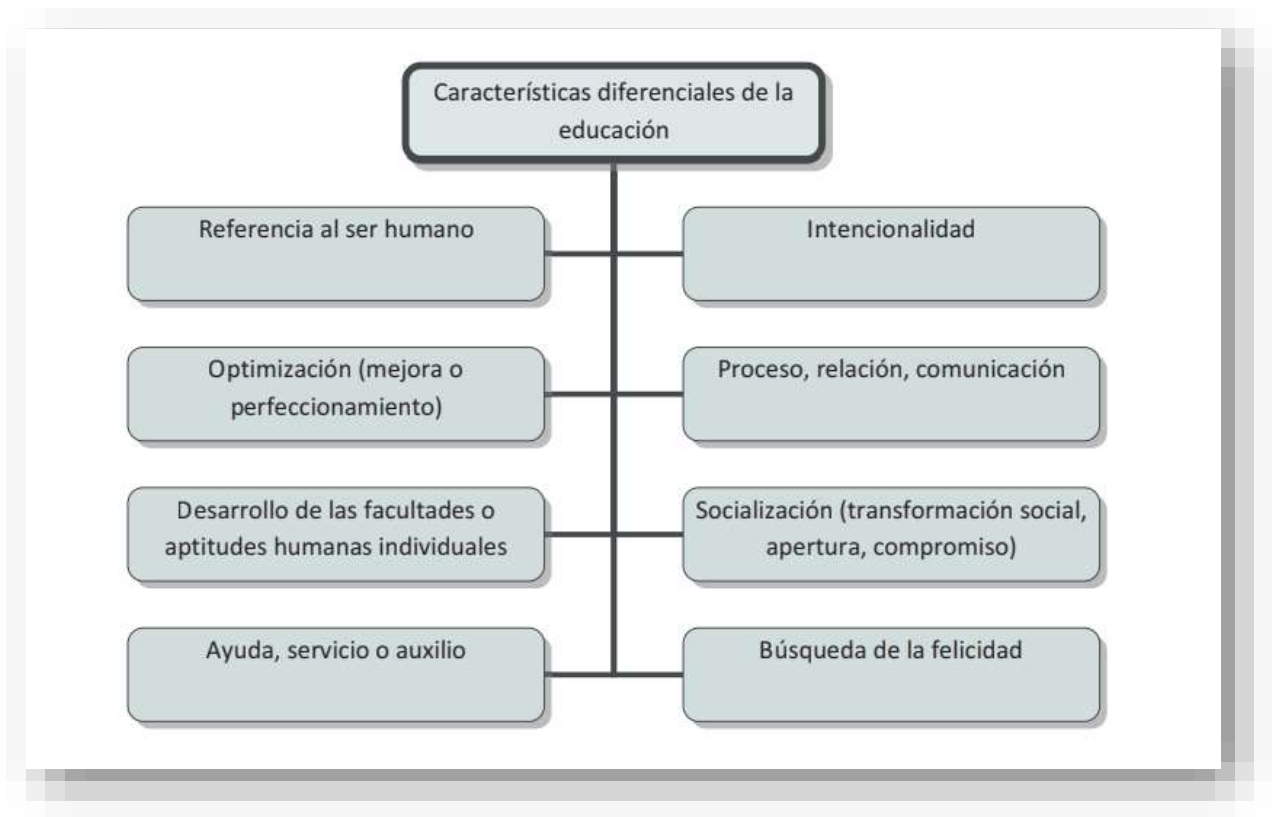 Características diferenciales de la
educación
Referencia al ser humano
Intencionalidad
Optimización (mejora o
perfeccionamiento)
Proceso, relación, comunicación
Desarrollo de las facultades o
aptitudes humanas individuales
Socialización (transformación social,
apertura, compromiso)
Ayuda, servicio o auxilio
Búsqueda de la felicidad